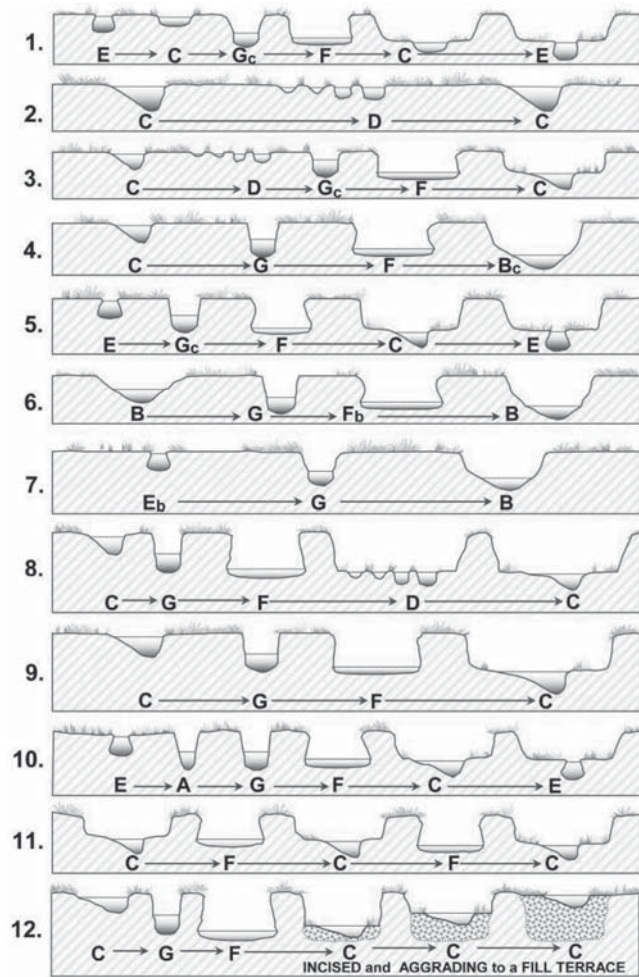 1. E → C → Gc → F → C → E
2. C → D → C
3. C → D → Gc → F → C
4. C → G → F → Bc
5. E → Gc → F → C → E
6. B → G → Fb → B
7. Eb → G → B
8. C → G → F → D → C
9. C → G → F → C
10. E → A → G → F → C → E
11. C → F → C → F → C
12. C → G → F → C → C → C
INCISED and AGGRADING to a FILL TERRACE